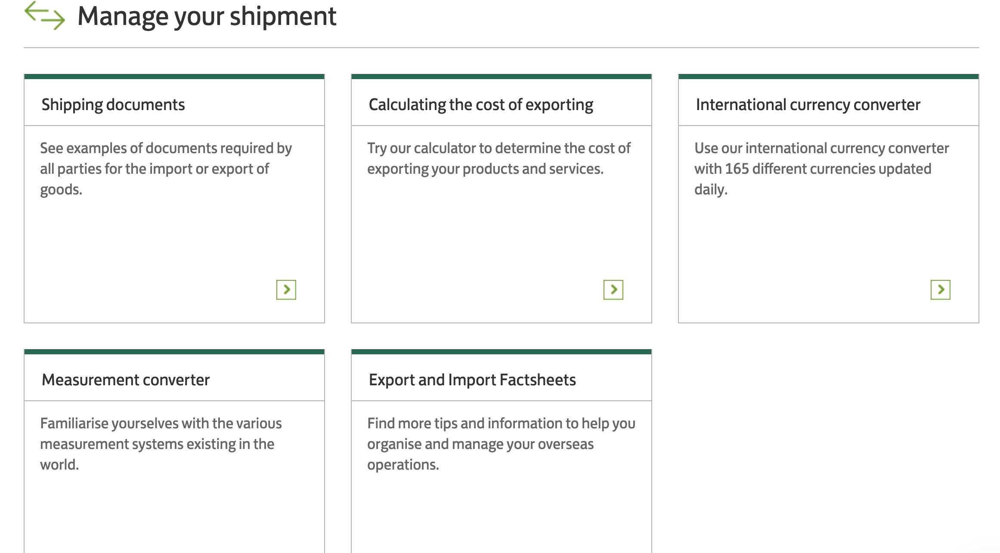 Manage your shipment
Shipping documents
See examples of documents required by
all parties for the import or export of
goods.
Calculating the cost of exporting
Try our calculator to determine the cost of
exporting your products and services.
International currency converter
Use our international currency converter
with 165 different currencies updated
daily.
Measurement converter
Familiarise yourselves with the various
measurement systems existing in the
world.
Export and Import Factsheets
Find more tips and information to help you
organise and manage your overseas
operations.